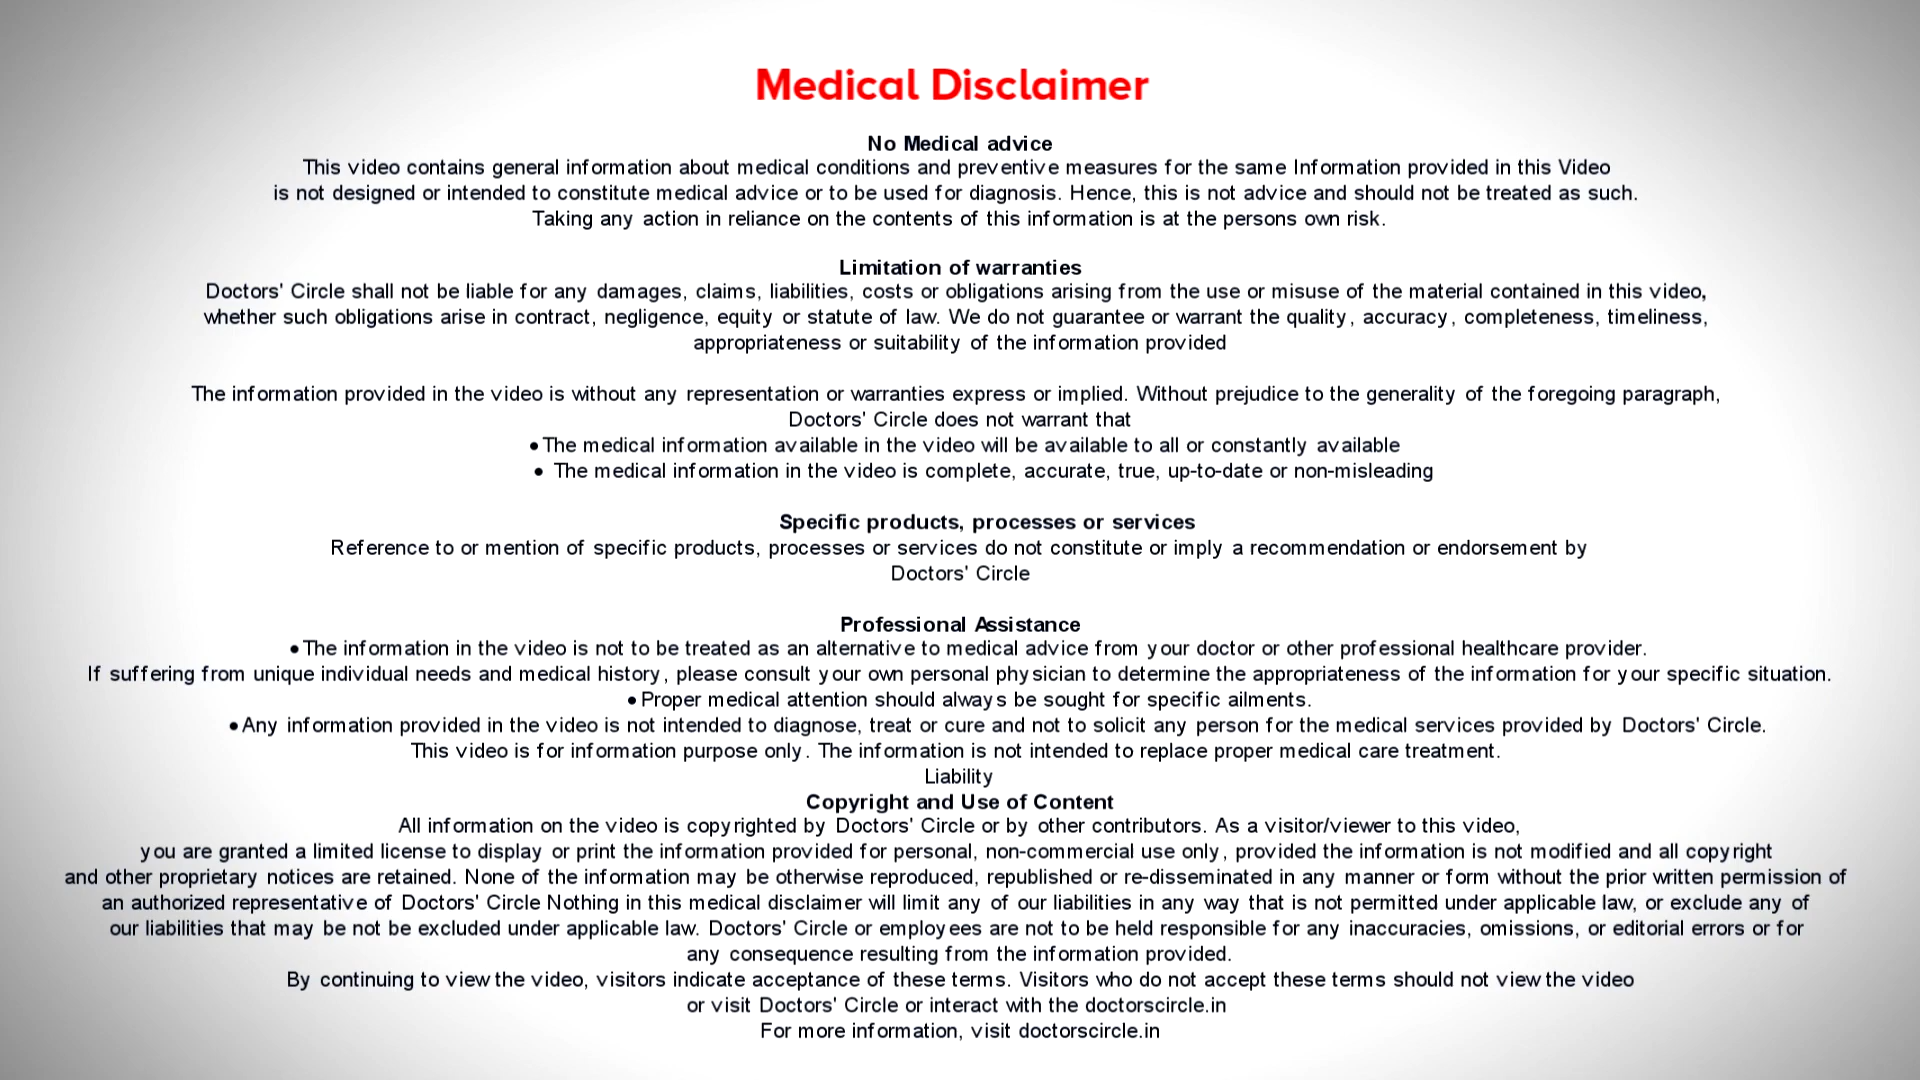 Medical Disclaimer
No Medical advice
This video contains general information about medical conditions and preventive measures for the same Information provided in this Video
is not designed or intended to constitute medical advice or to be used for diagnosis. Hence, this is not advice and should not be treated as such.
Taking any action in reliance on the contents of this information is at the persons own risk.
Limitation of warranties
Doctors' Circle shall not be liable for any damages, claims, liabilities, costs or obligations arising from the use or misuse of the material contained in this video,
whether such obligations arise in contract, negligence, equity or statute of law. We do not guarantee or warrant the quality, accuracy, completeness, timeliness,
appropriateness or suitability of the information provided
The information provided in the video is without any representation or warranties express or implied. Without prejudice to the generality of the foregoing paragraph,
Doctors' Circle does not warrant that
• The medical information available in the video will be available to all or constantly available
• The medical information in the video is complete, accurate, true, up-to-date or non-misleading
Specific products, processes or services
Reference to or mention of specific products, processes or services do not constitute or imply a recommendation or endorsement by
Doctors' Circle
Professional Assistance
• The information in the video is not to be treated as an alternative to medical advice from your doctor or other professional healthcare provider.
If suffering from unique individual needs and medical history, please consult your own personal physician to determine the appropriateness of the information for your specific situation.
• Proper medical attention should always be sought for specific ailments.
• Any information provided in the video is not intended to diagnose, treat or cure and not to solicit any person for the medical services provided by Doctors' Circle.
This video is for information purpose only. The information is not intended to replace proper medical care treatment.
Liability
Copyright and Use of Content
All information on the video is copyrighted by Doctors' Circle or by other contributors. As a visitor/viewer to this video,
you are granted a limited license to display or print the information provided for personal, non-commercial use only, provided the information is not modified and all copyright
and other proprietary notices are retained. None of the information may be otherwise reproduced, republished or re-disseminated in any manner or form without the prior written permission of
an authorized representative of Doctors' Circle Nothing in this medical disclaimer will limit any of our liabilities in any way that is not permitted under applicable law, or exclude any of
our liabilities that may be not be excluded under applicable law. Doctors' Circle or employees are not to be held responsible for any inaccuracies, omissions, or editorial errors or for
any consequence resulting from the information provided.
By continuing to view the video, visitors indicate acceptance of these terms. Visitors who do not accept these terms should not view the video
or visit Doctors' Circle or interact with the doctorscircle.in
For more information, visit doctorscircle.in